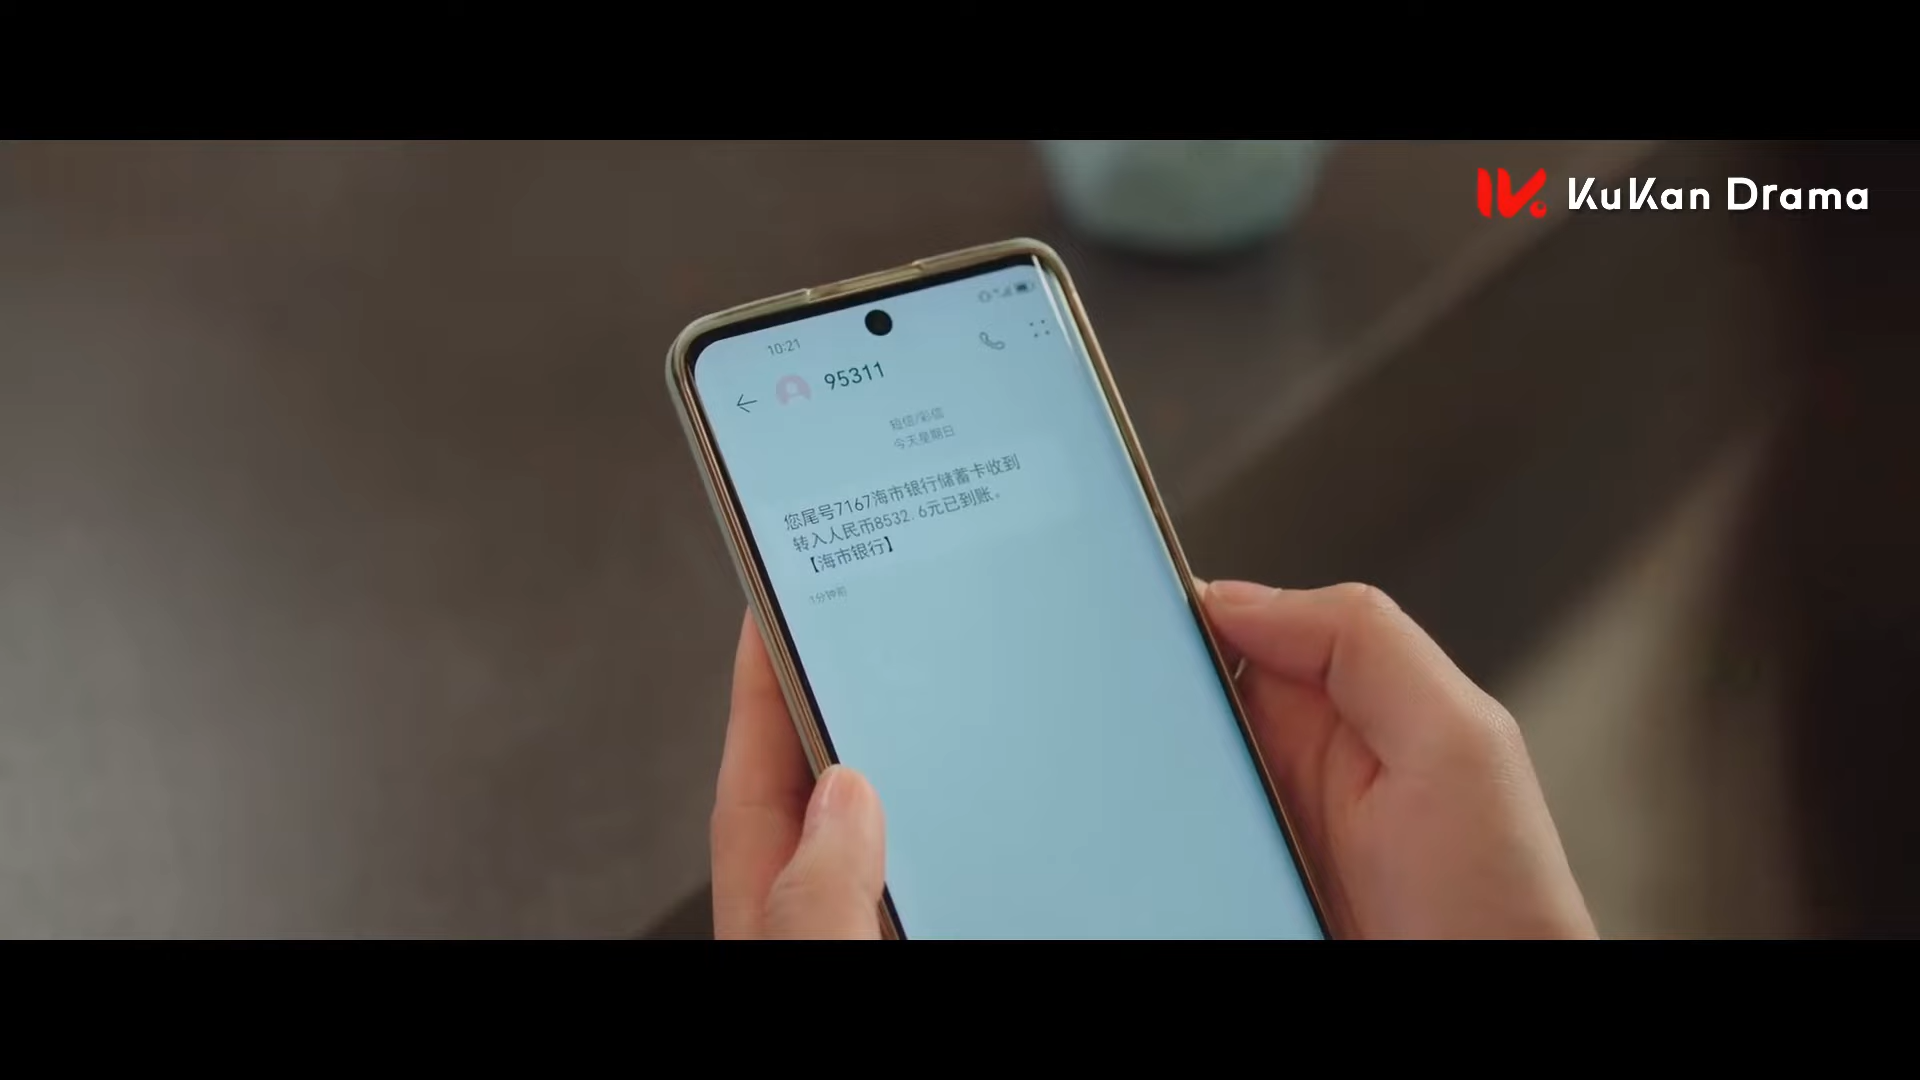 KuKan Drama
10:21
95311
短信/彩信
今天星期日
您尾号7167海市银行储蓄卡收到
转入人民币8532.6元已到账。
【海市银行】
1分钟前